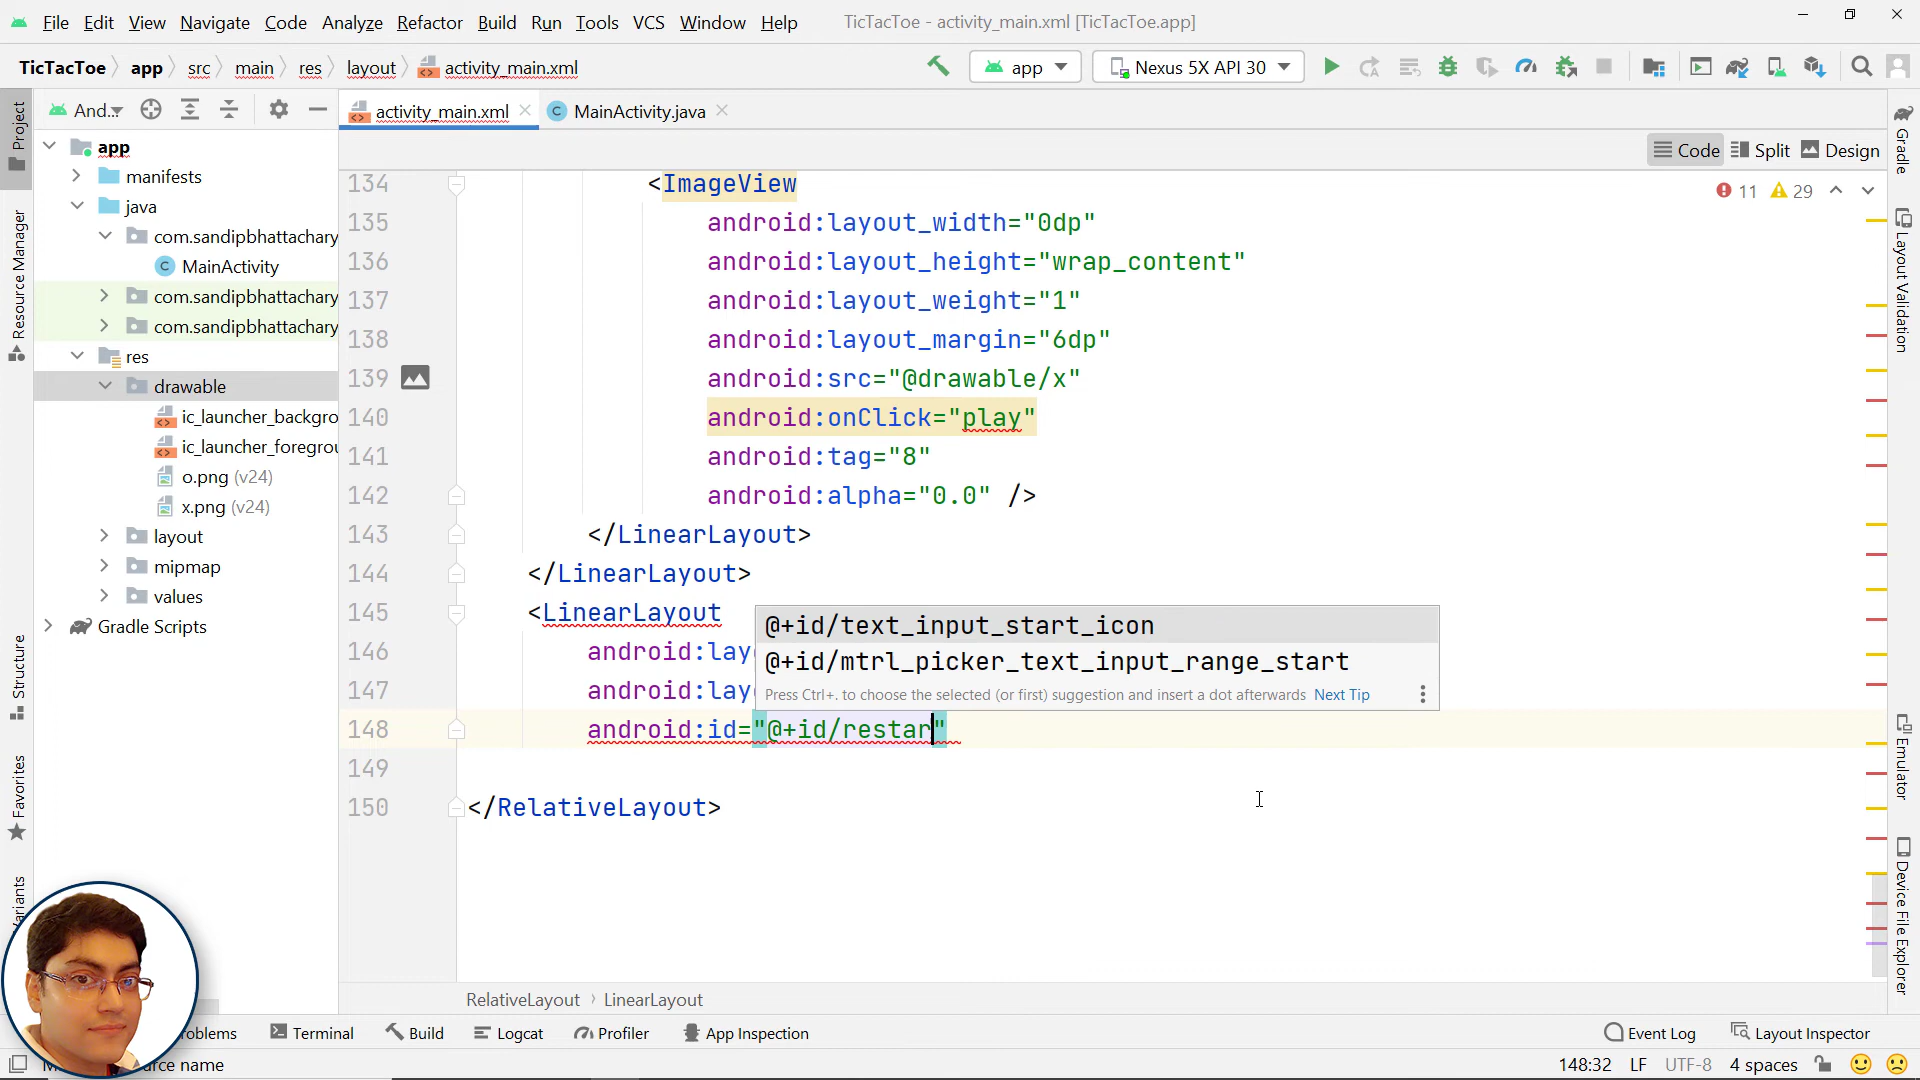 File Edit View Navigate Code Analyze Refactor Build Run Tools VCS Window Help TicTacToe - activity_main.xml [TicTacToe.app]
TicTacToe app src main res layout activity_main.xml app Nexus 5X API 30
And... activity_main.xml MainActivity.java
Code Split Design
Project
Resource Manager
Structure
Favorites
Gradle
Layout Validation
Emulator
Device File Explorer
app
manifests
java
com.sandipbhattachary
MainActivity
com.sandipbhattachary
com.sandipbhattachary
res
drawable
ic_launcher_backgro
ic_launcher_foregrou
o.png (v24)
x.png (v24)
layout
mipmap
values
Gradle Scripts
11 29
134 <ImageView
135 android:layout_width="0dp"
136 android:layout_height="wrap_content"
137 android:layout_weight="1"
138 android:layout_margin="6dp"
139 android:src="@drawable/x"
140 android:onClick="play"
141 android:tag="8"
142 android:alpha="0.0" />
143 </LinearLayout>
144 </LinearLayout>
145 <LinearLayout
146 android:lay
147 android:lay
148 android:id="@+id/restar"
149
150 </RelativeLayout>
@+id/text_input_start_icon
@+id/mtrl_picker_text_input_range_start
Press Ctrl+. to choose the selected (or first) suggestion and insert a dot afterwards Next Tip
RelativeLayout LinearLayout
oblems Terminal Build Logcat Profiler App Inspection Event Log Layout Inspector
urce name 148:32 LF UTF-8 4 spaces